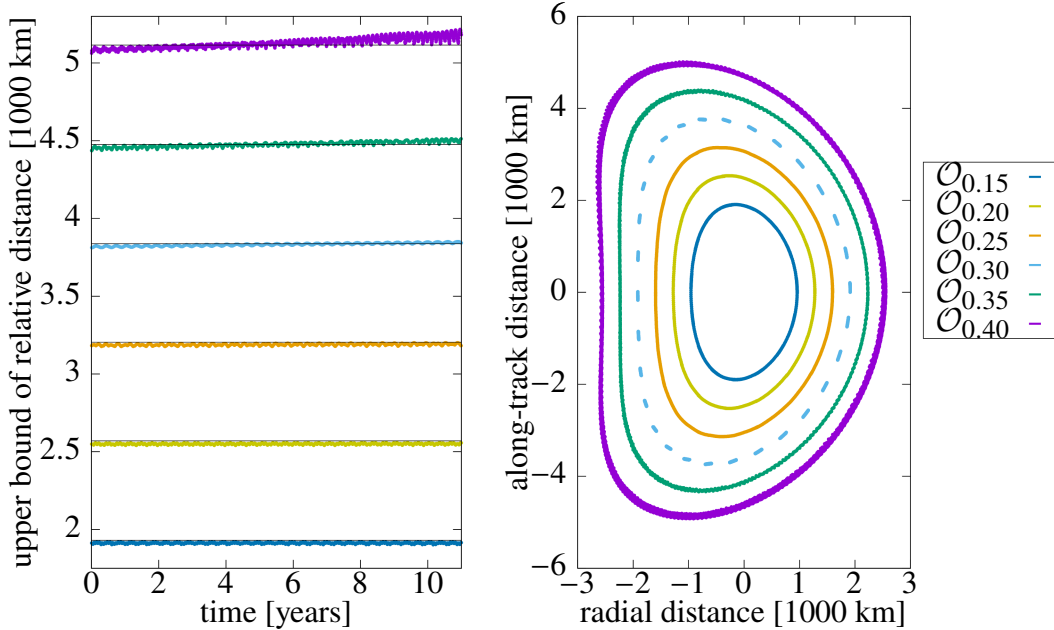 upper bound of relative distance [1000 km]
5
4.5
4
3.5
3
2.5
2
0 2 4 6 8 10
time [years]
along-track distance [1000 km]
6
4
2
0
−2
−4
−6
−3 −2 −1 0 1 2 3
radial distance [1000 km]
𝒪0.15
𝒪0.20
𝒪0.25
𝒪0.30
𝒪0.35
𝒪0.40